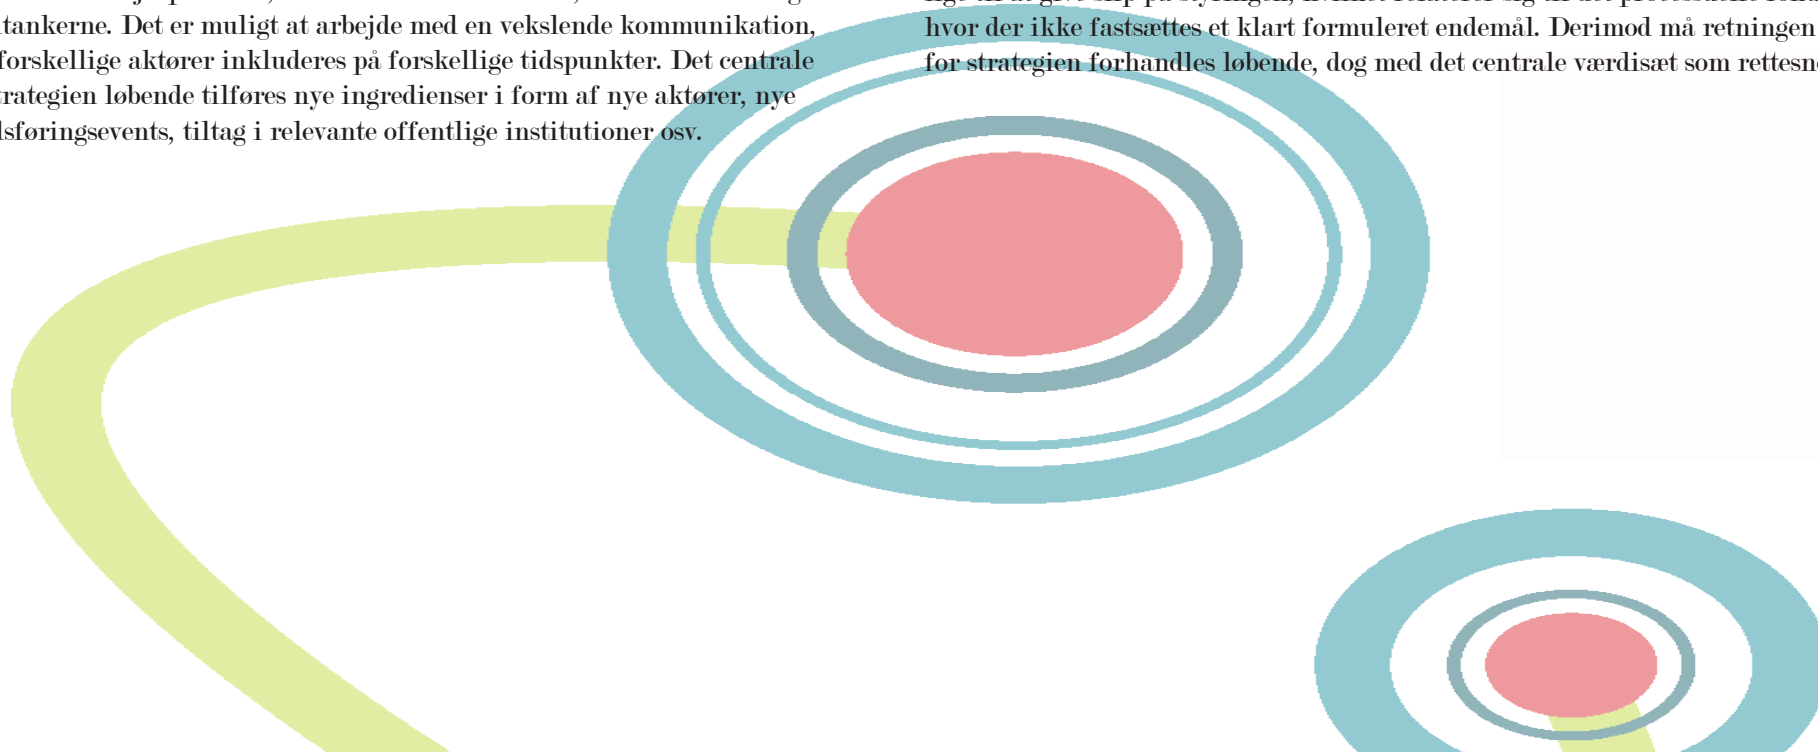 tankerne. Det er muligt at arbejde med en vekslende kommunikation,
forskellige aktører inkluderes på forskellige tidspunkter. Det centrale
rategien løbende tilføres nye ingredienser i form af nye aktører, nye
sføringsevents, tiltag i relevante offentlige institutioner osv.
hvor der ikke fastsættes et klart formuleret endemål. Derimod må retningen
for strategien forhandles løbende, dog med det centrale værdisæt som rettesn